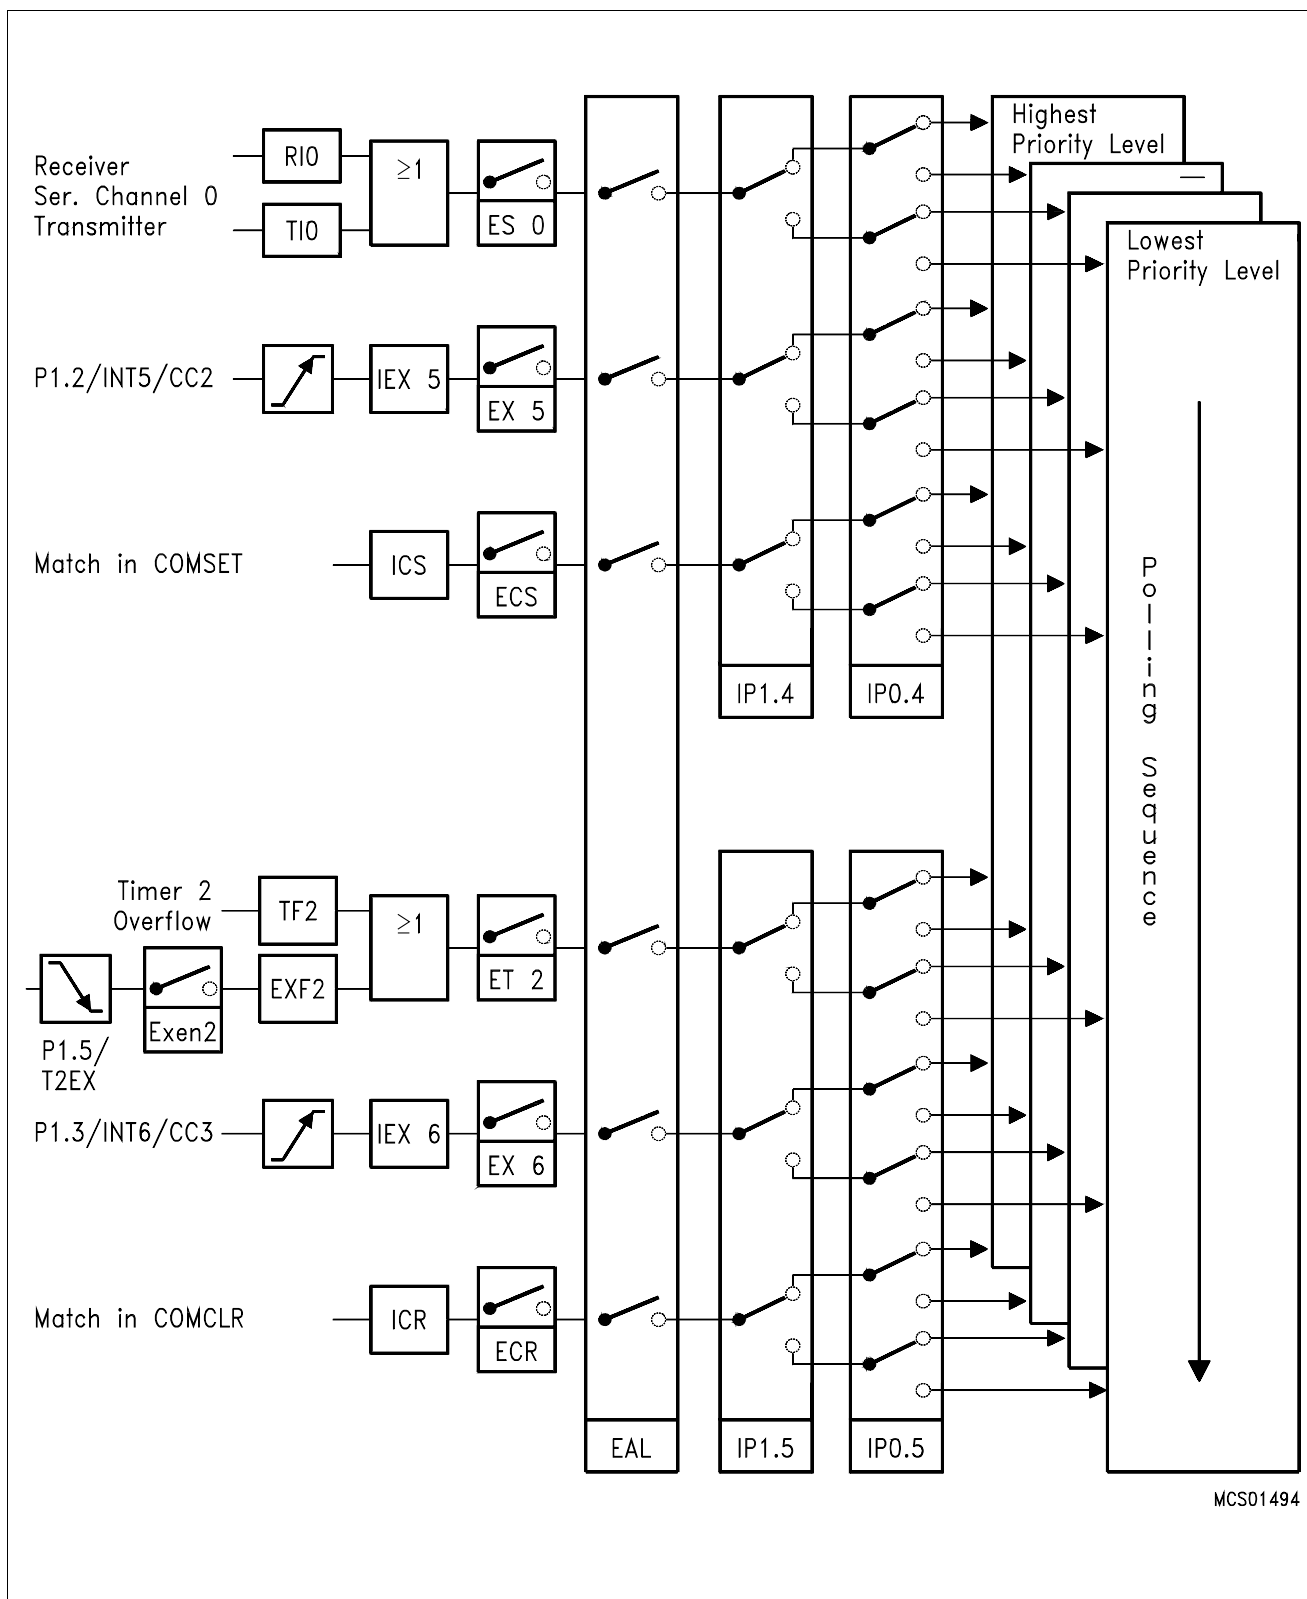 Highest
Priority Level
Receiver
Ser. Channel 0
Transmitter
RI0
TI0
≥1
ES 0
Lowest
Priority Level
P1.2/INT5/CC2
IEX 5
EX 5
Match in COMSET
ICS
ECS
IP1.4
IP0.4
Polling Sequence
Timer 2
Overflow
TF2
≥1
ET 2
EXF2
Exen2
P1.5/
T2EX
P1.3/INT6/CC3
IEX 6
EX 6
Match in COMCLR
ICR
ECR
EAL
IP1.5
IP0.5
MCS01494